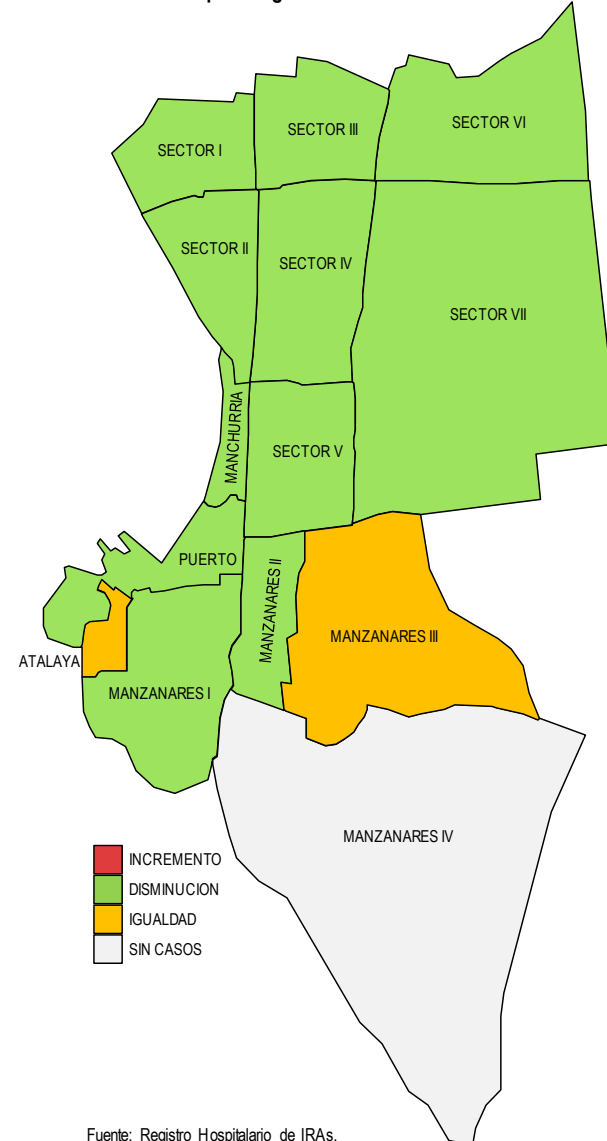 SECTOR VI
SECTOR III
SECTOR I
SECTOR II
SECTOR IV
SECTOR VII
MANCHURRIA
SECTOR V
PUERTO
MANZANARES II
MANZANARES III
ATALAYA
MANZANARES I
MANZANARES IV
INCREMENTO
DISMINUCION
IGUALDAD
SIN CASOS
Fuente: Registro Hospitalario de IRAs.